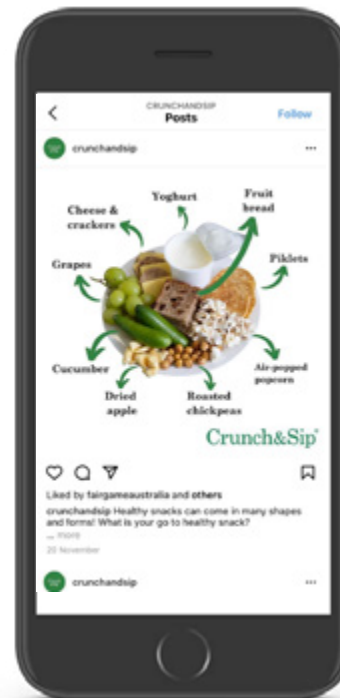 CRUNCHANDSIP
Posts
Follow
crunchandsip
Yoghurt
Fruit
bread
Cheese &
crackers
Grapes
Piklets
Cucumber
Air-popped
popcorn
Dried
apple
Roasted
chickpeas
Crunch&Sip®
Liked by fairgameaustralia and others
crunchandsip Healthy snacks can come in many shapes
and forms! What is your go to healthy snack?
... more
20 November
crunchandsip